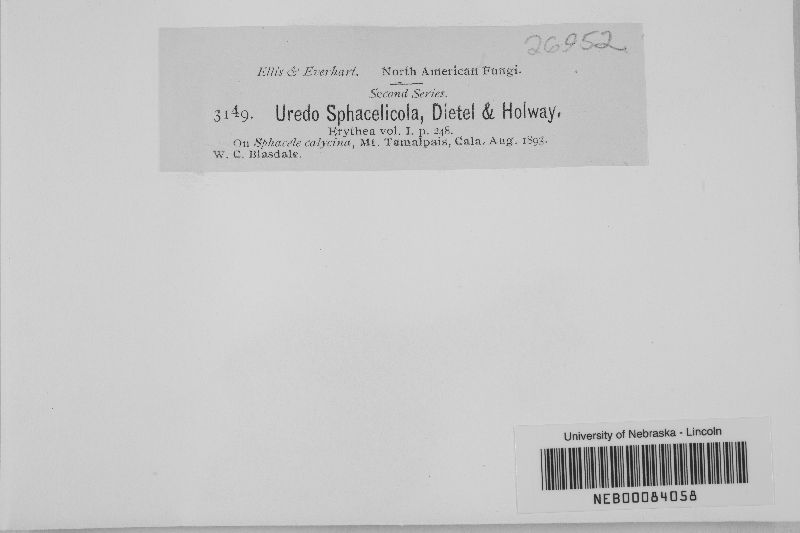 26952
Ellis & Everhart. North American Fungi.
Second Series.
3149. Uredo Sphacelicola, Dietel & Holway.
Erythea vol. I. p. 248.
On Sphacele calycina, Mt. Tamalpais, Cala. Aug. 1893.
W. C. Blasdale.
University of Nebraska - Lincoln
NEB00084058